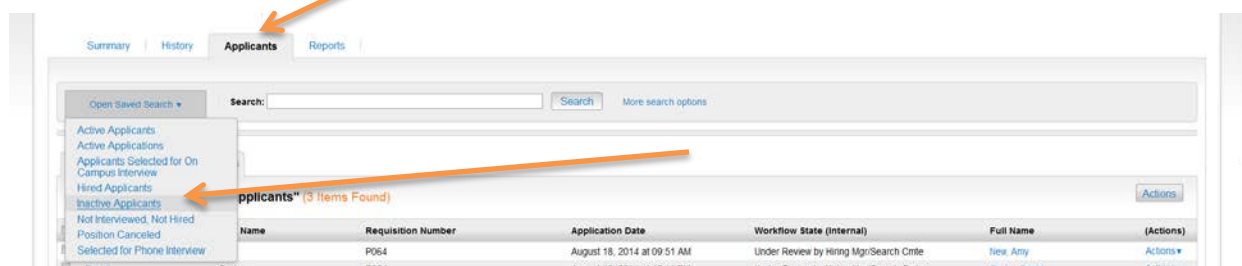 Summary History Applicants Reports
Open Saved Search ▾ Search: Search More search options
Active Applicants
Active Applications
Applicants Selected for On
Campus Interview
Hired Applicants
Inactive Applicants
Not Interviewed, Not Hired
Position Canceled
Selected for Phone Interview
pplicants" (3 Items Found) Actions
Name Requisition Number Application Date Workflow State (Internal) Full Name (Actions)
P064 August 18, 2014 at 09:51 AM Under Review by Hiring Mgr/Search Cmte New, Amy Actions ▾